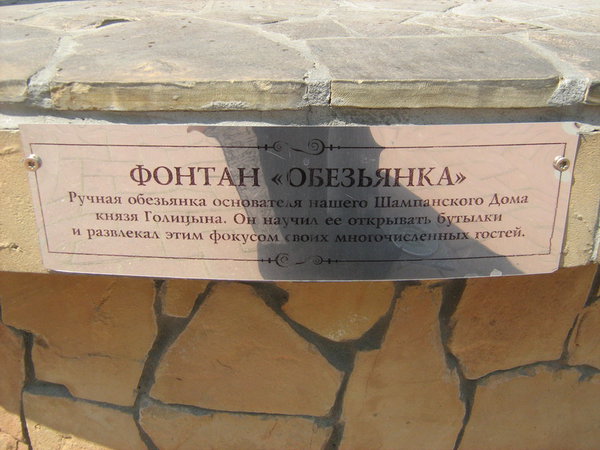 ФОНТАН «ОБЕЗЬЯНКА»
Ручная обезьянка основателя нашего Шампанского Дома
князя Голицына. Он научил ее открывать бутылки
и развлекал этим фокусом своих многочисленных гостей.